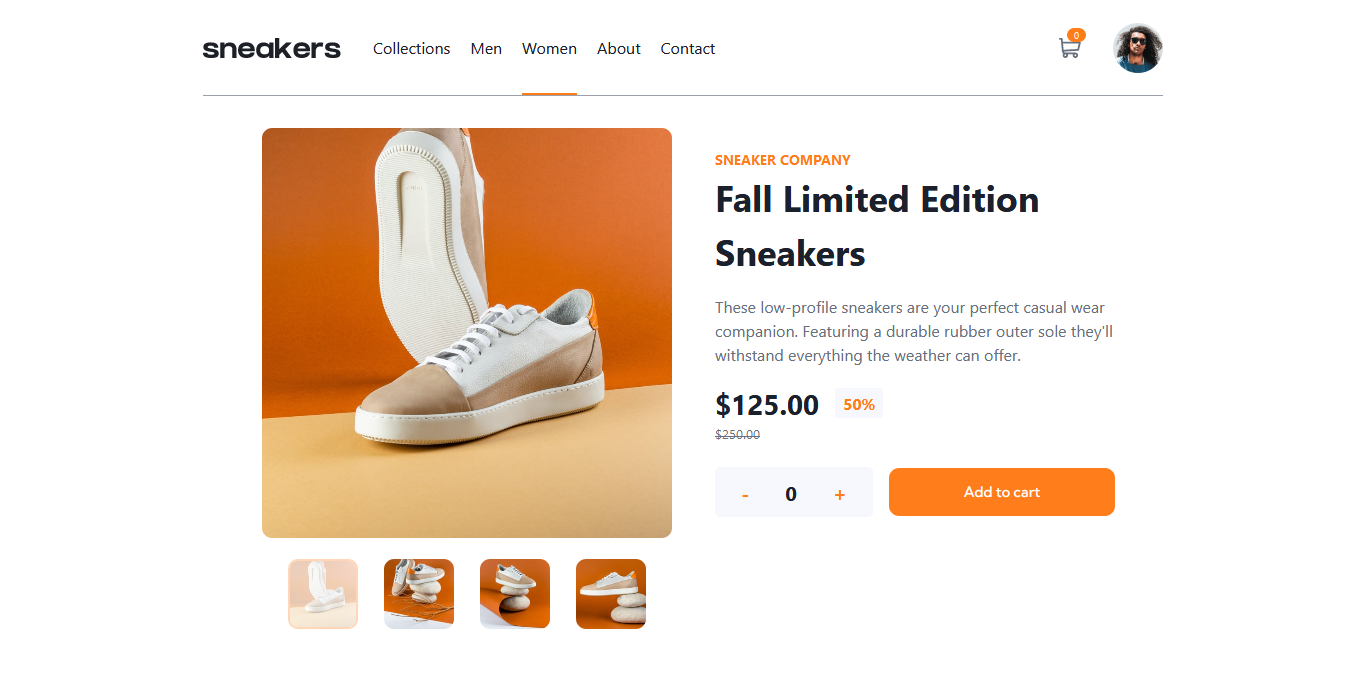 sneakers Collections Men Women About Contact 0
SNEAKER COMPANY
Fall Limited Edition
Sneakers
These low-profile sneakers are your perfect casual wear
companion. Featuring a durable rubber outer sole they'll
withstand everything the weather can offer.
$125.00 50%
$250.00
- 0 + Add to cart